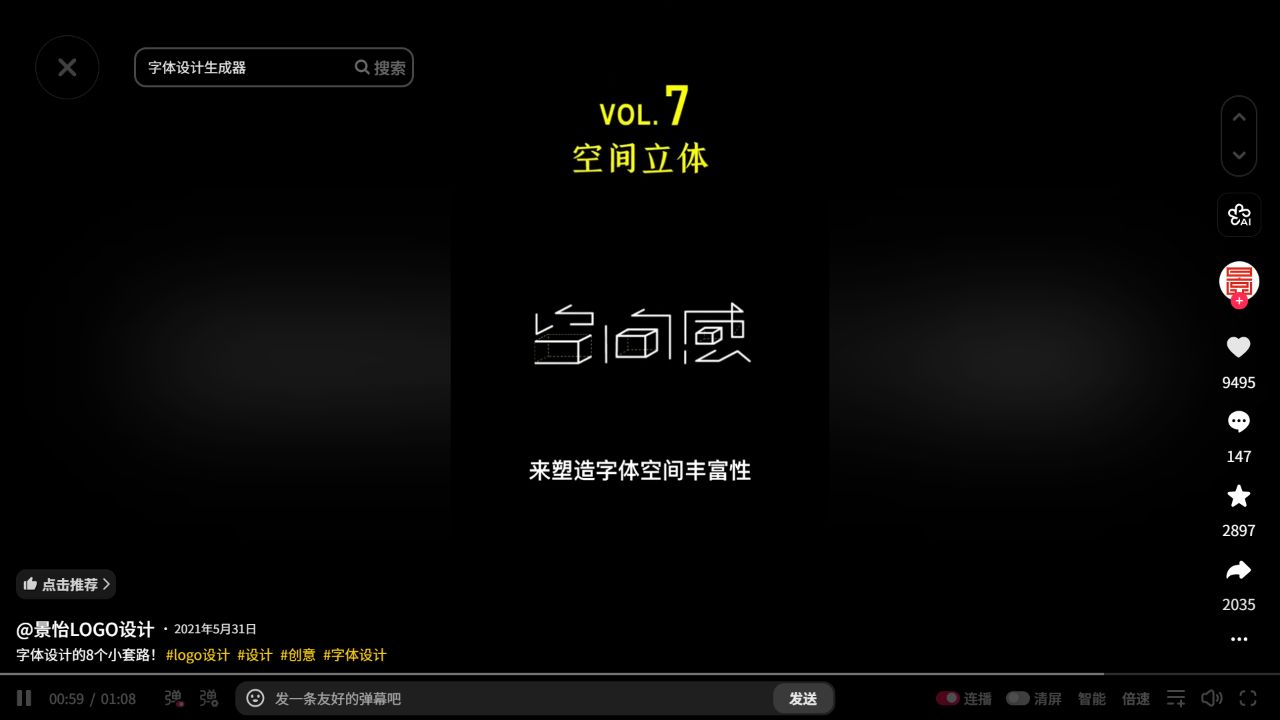 字体设计生成器
搜索
VOL.7
空间立体
空间感
来塑造字体空间丰富性
AI
景
9495
147
2897
2035
点击推荐
@景怡LOGO设计 · 2021年5月31日
字体设计的8个小套路! #logo设计 #设计 #创意 #字体设计
00:59 / 01:08
弹
弹
发一条友好的弹幕吧
发送
连播
清屏
智能
倍速